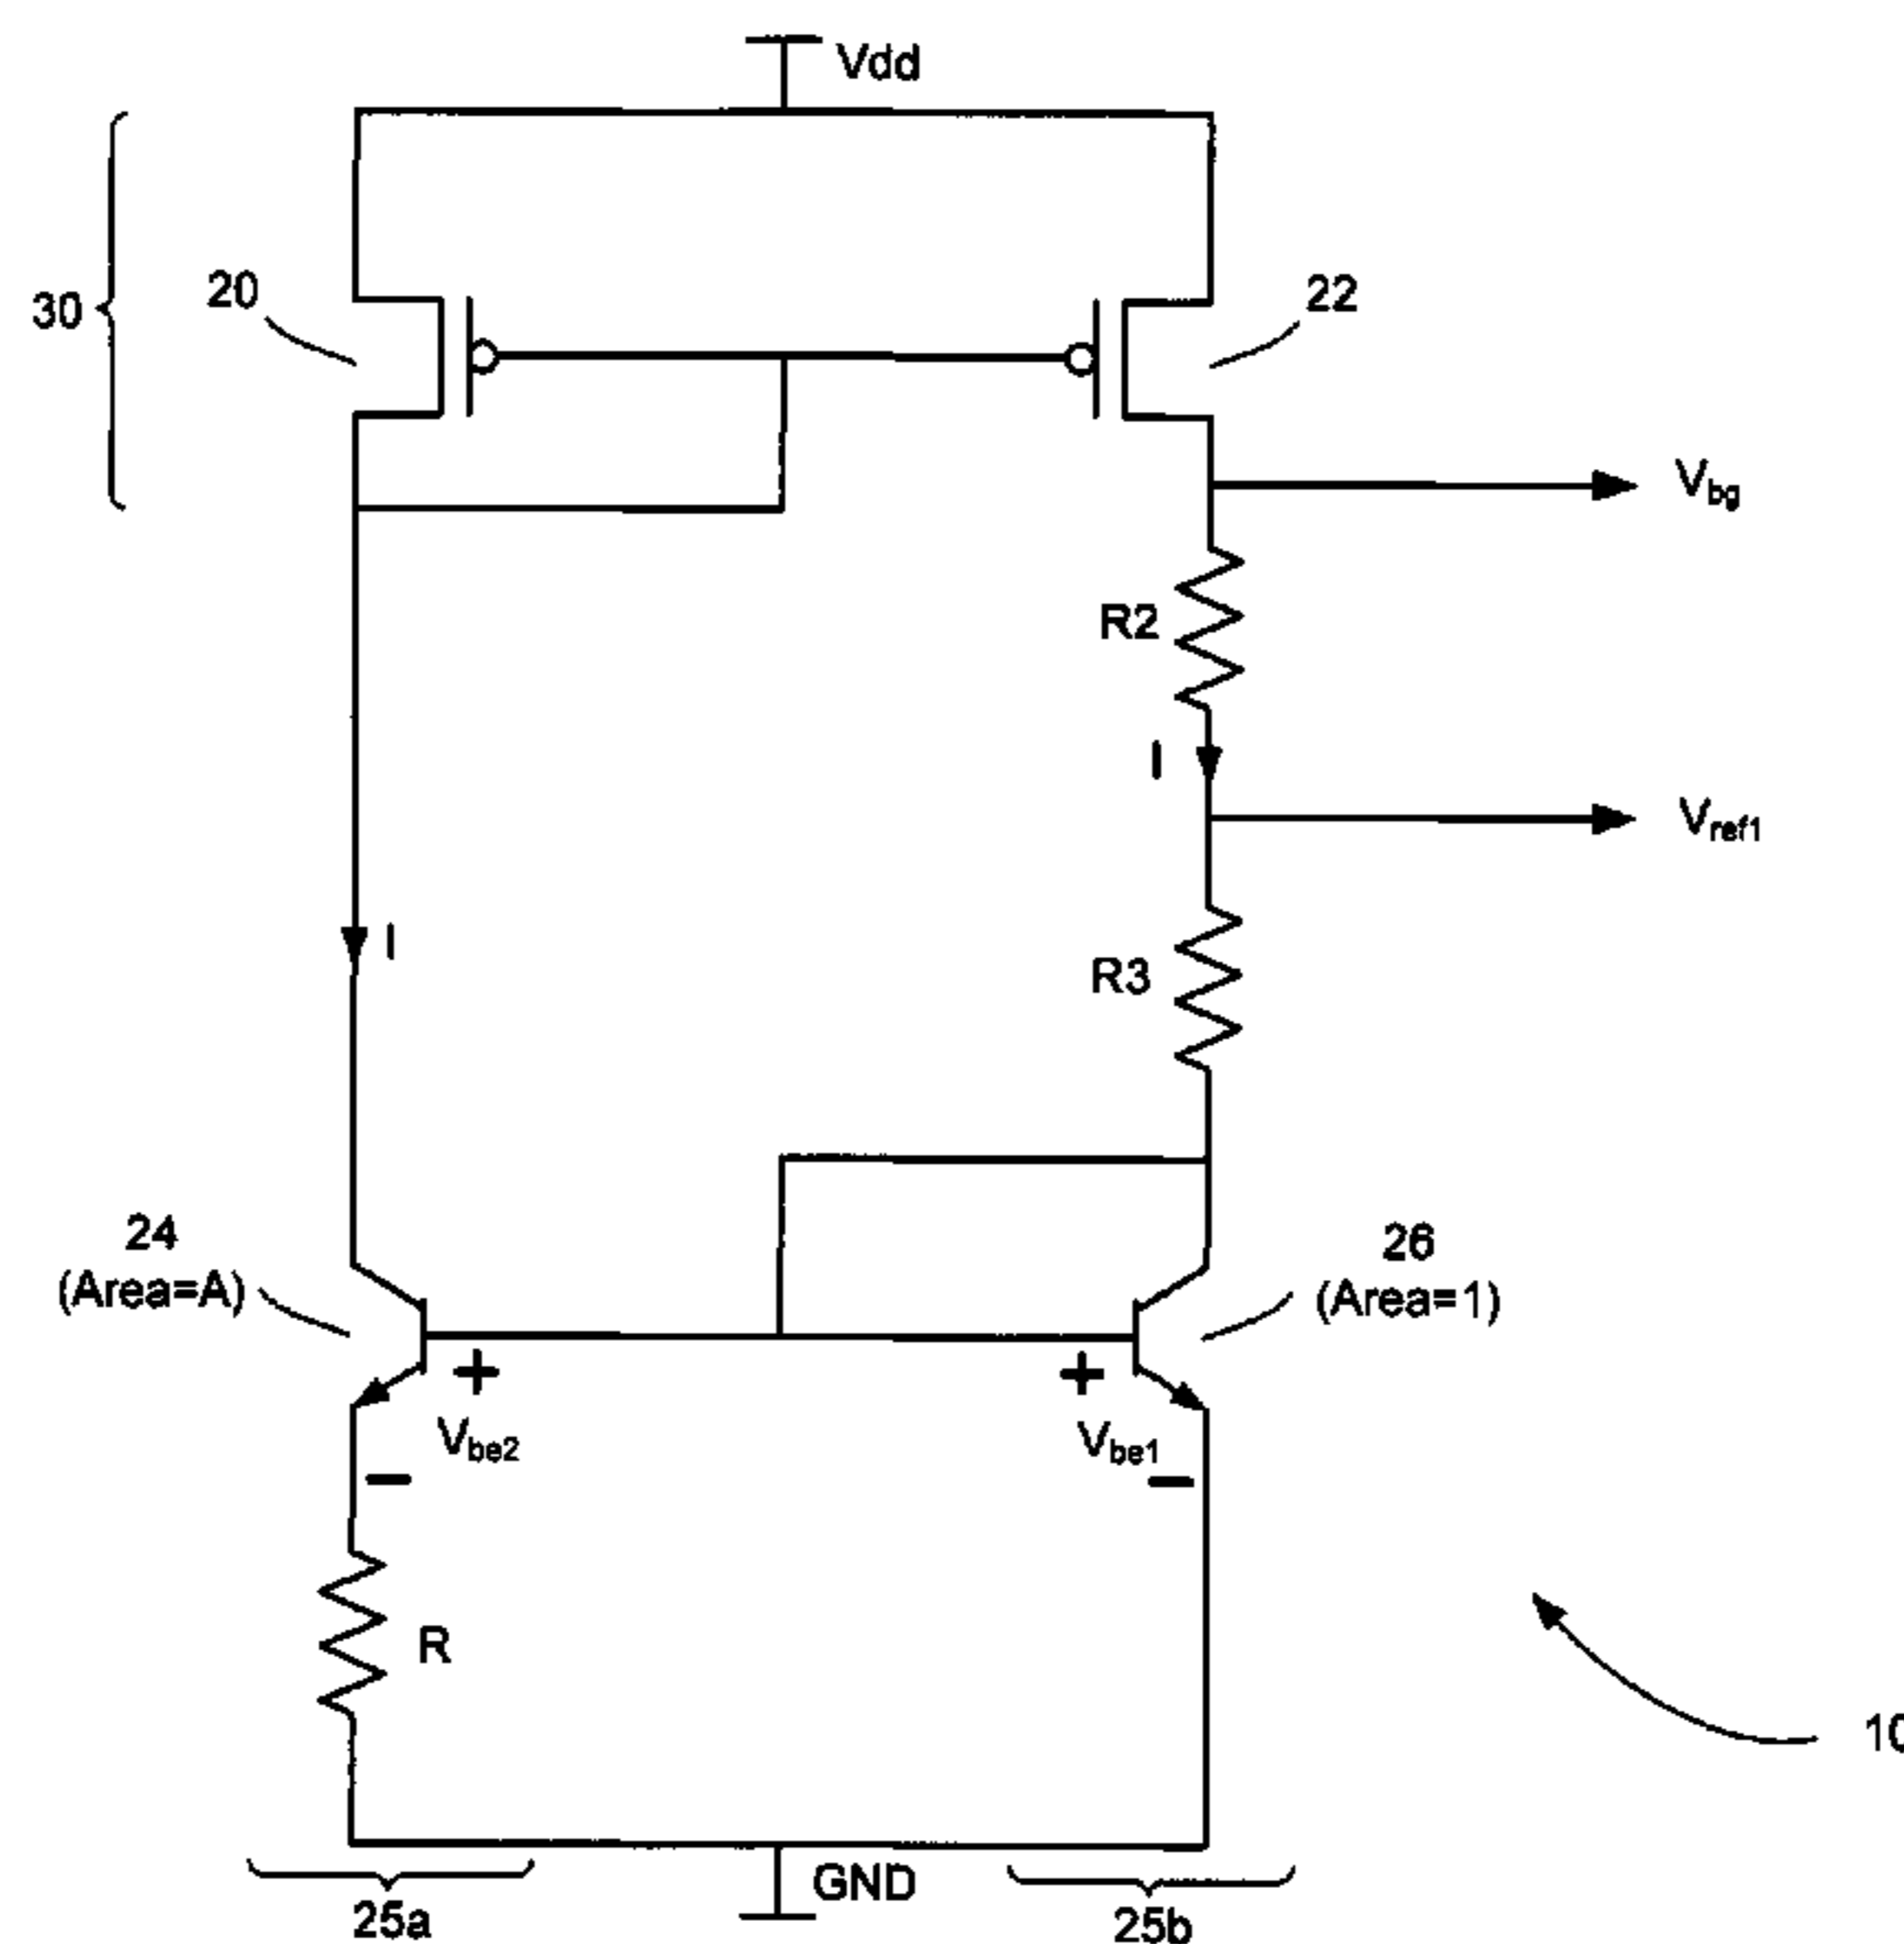 Vdd
30
20
22
Vbg
R2
I
Vref1
I
R3
24
(Area=A)
26
(Area=1)
+
Vbe2
−
+
Vbe1
−
R
10
GND
25a
25b